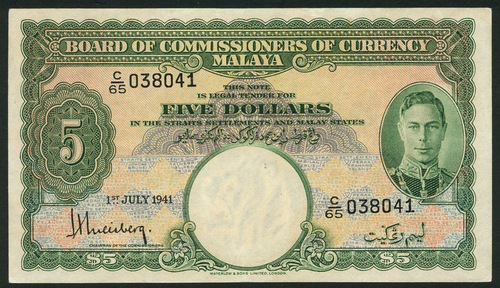 BOARD OF COMMISSIONERS OF CURRENCY
MALAYA
C/65 038041
THIS NOTE
IS LEGAL TENDER FOR
FIVE DOLLARS
IN THE STRAITS SETTLEMENTS AND MALAY STATES
5
1ST JULY 1941
C/65 038041
CHAIRMAN OF THE COMMISSIONERS
ليم رڠݢيت
$5
WATERLOW & SONS LIMITED, LONDON.
$5